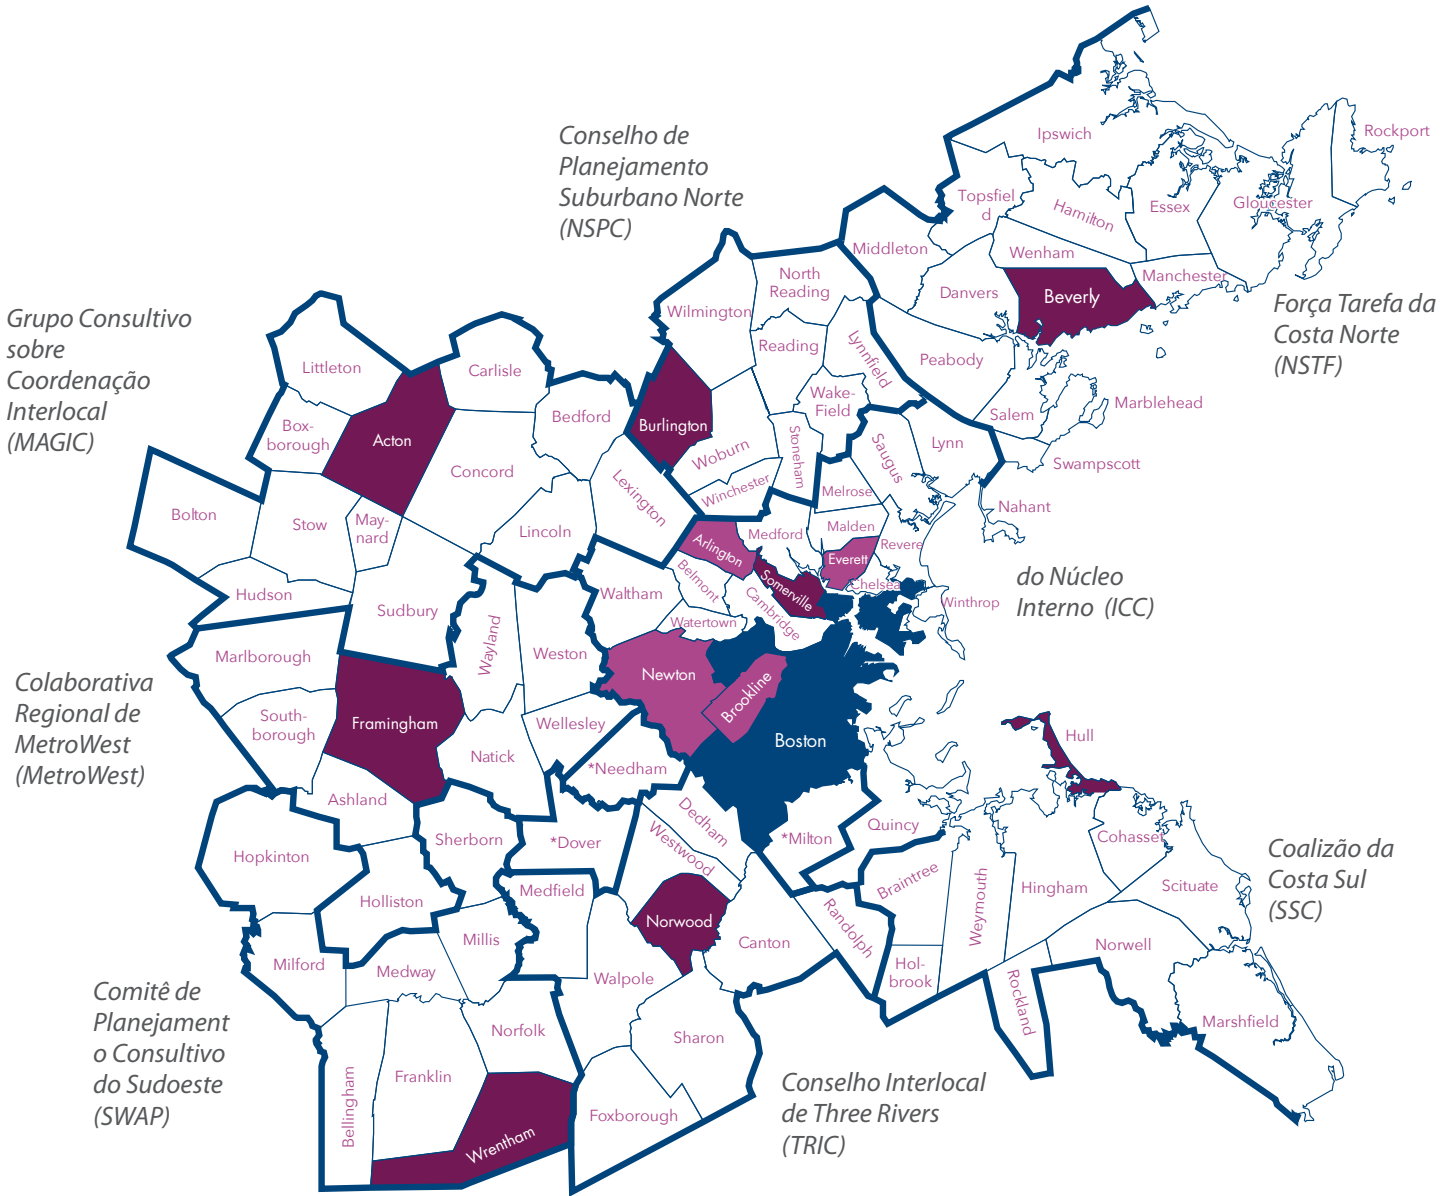 Conselho de
Planejamento
Suburbano Norte
(NSPC)
Grupo Consultivo
sobre
Coordenação
Interlocal
(MAGIC)
Colaborativa
Regional de
MetroWest
(MetroWest)
Comitê de
Planejament
o Consultivo
do Sudoeste
(SWAP)
Conselho Interlocal
de Three Rivers
(TRIC)
Coalizão da
Costa Sul
(SSC)
do Núcleo
Interno (ICC)
Força Tarefa da
Costa Norte
(NSTF)
Ipswich
Rockport
Topsfiel
d
Hamilton
Essex
Gloucester
Middleton
Wenham
Manchester
Danvers
Beverly
Peabody
Salem
Marblehead
Swampscott
Nahant
North
Reading
Wilmington
Reading
Lynnfield
Wake-
Field
Burlington
Woburn
Stoneham
Winchester
Saugus
Lynn
Melrose
Malden
Medford
Everett
Revere
Chelsea
Winthrop
Arlington
Belmont
Somerville
Cambridge
Watertown
Waltham
Newton
Brookline
Boston
*Needham
*Milton
Quincy
Littleton
Carlisle
Box-
borough
Acton
Bedford
Concord
Lexington
Lincoln
Bolton
Stow
May-
nard
Hudson
Sudbury
Marlborough
South-
borough
Framingham
Wayland
Weston
Wellesley
Natick
Ashland
Hopkinton
Holliston
Sherborn
Milford
Medway
Millis
Bellingham
Franklin
Norfolk
Wrentham
*Dover
Medfield
Dedham
Westwood
Norwood
Walpole
Canton
Sharon
Foxborough
Randolph
Braintree
Hol-
brook
Weymouth
Hingham
Hull
Cohasset
Scituate
Norwell
Rockland
Marshfield